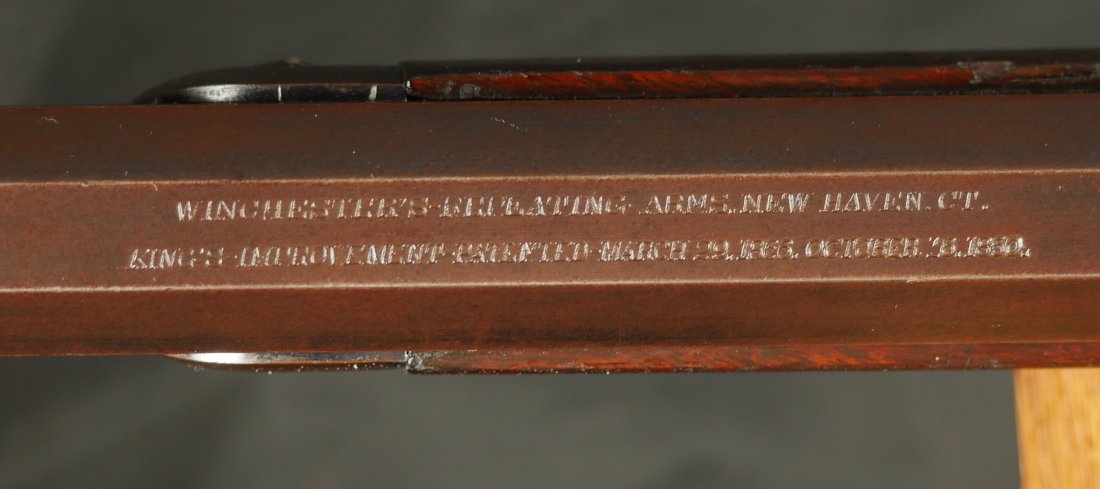 WINCHESTER'S-REPEATING-ARMS. NEW HAVEN. CT.
KING'S-IMPROVEMENT-PATENTED-MARCH 29. 1866. OCTOBER 16. 1860.